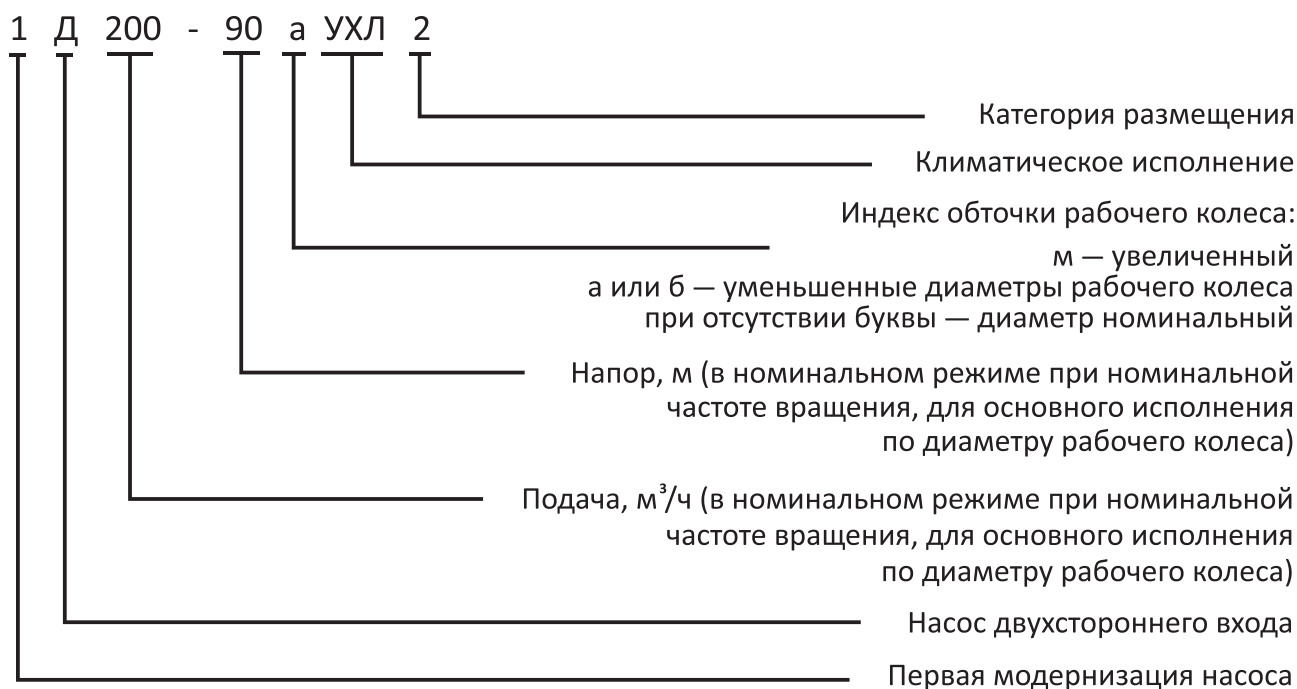 1 Д 200 - 90 а УХЛ 2
Категория размещения
Климатическое исполнение
Индекс обточки рабочего колеса:
м — увеличенный
а или б — уменьшенные диаметры рабочего колеса
при отсутствии буквы — диаметр номинальный
Напор, м (в номинальном режиме при номинальной
частоте вращения, для основного исполнения
по диаметру рабочего колеса)
Подача, м³/ч (в номинальном режиме при номинальной
частоте вращения, для основного исполнения
по диаметру рабочего колеса)
Насос двухстороннего входа
Первая модернизация насоса